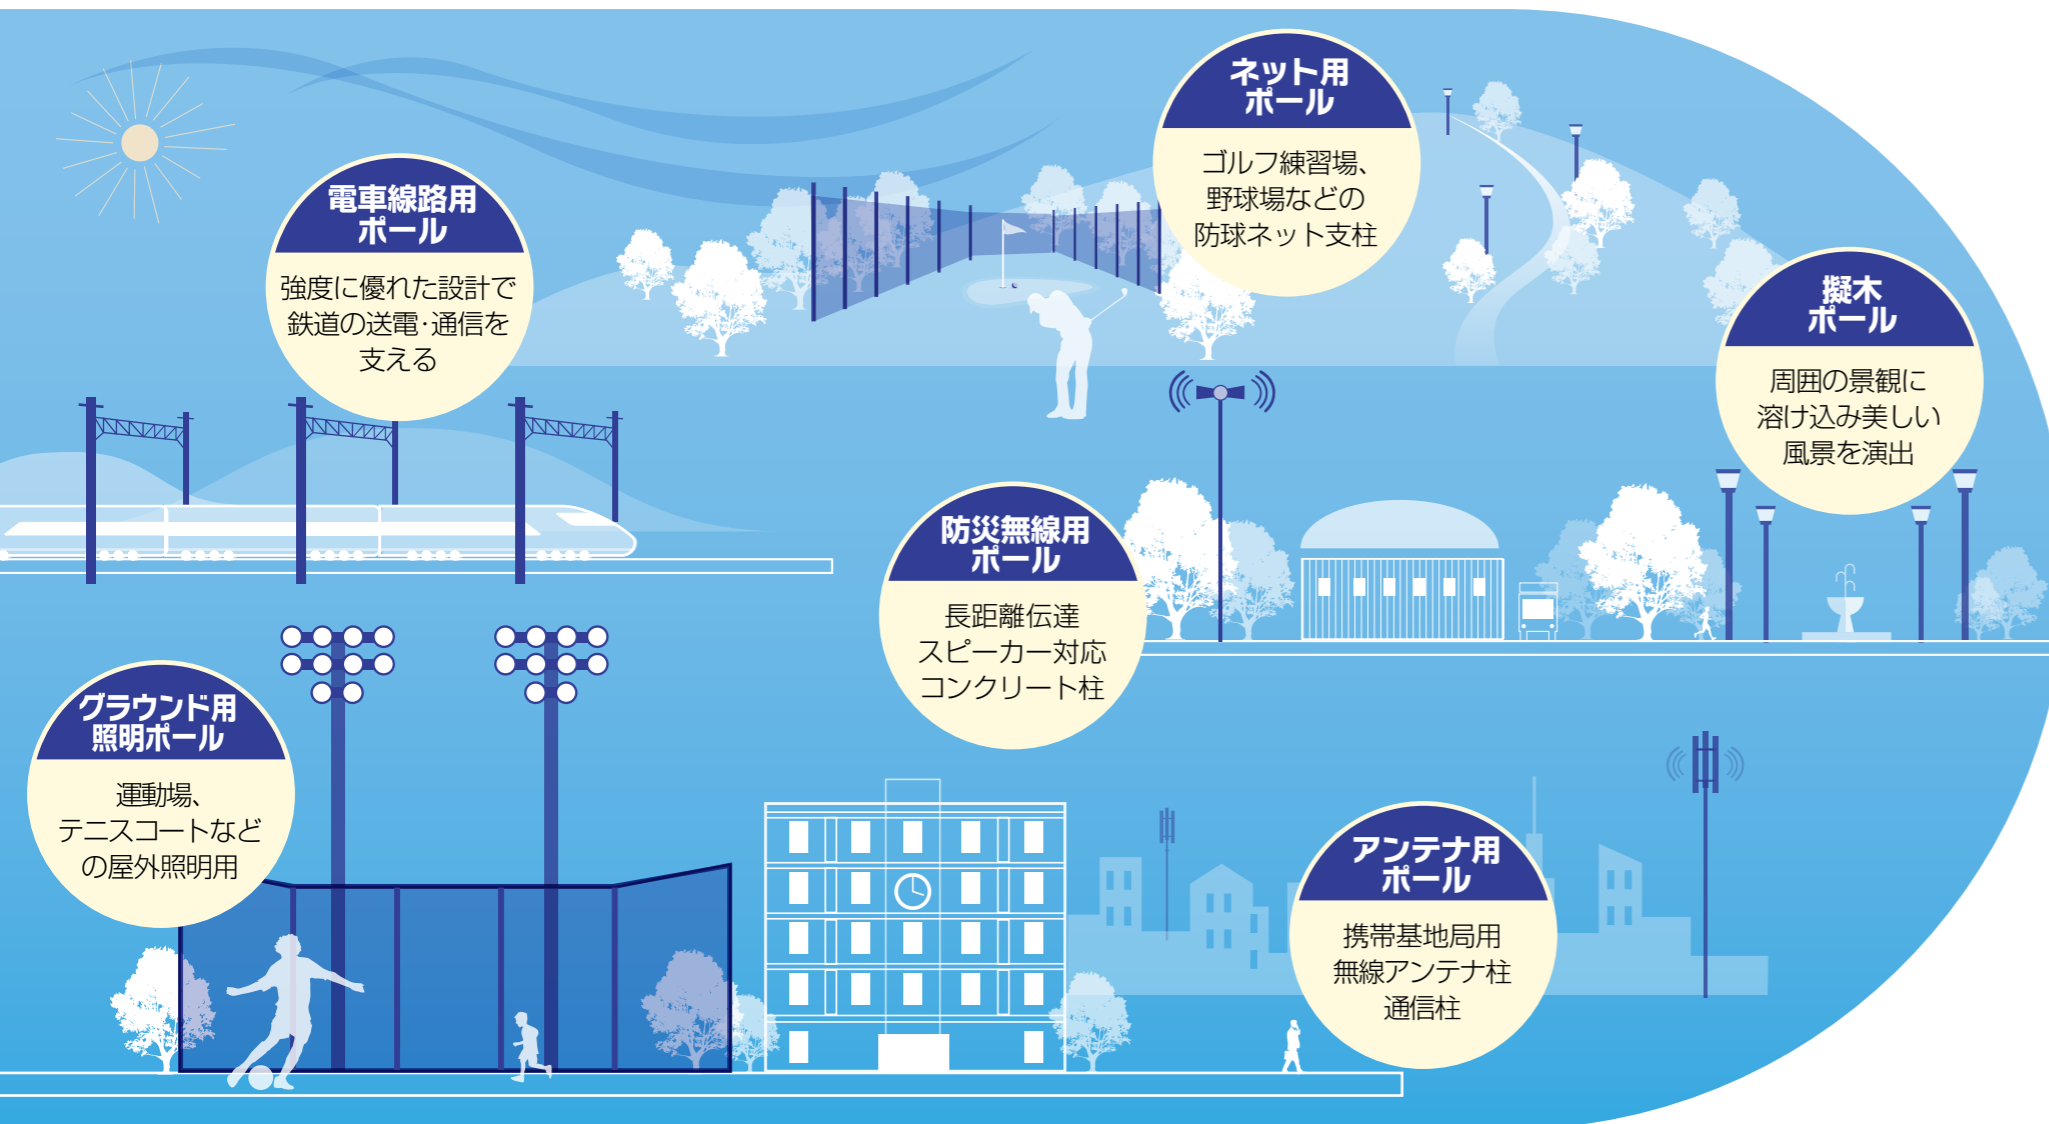 ネット用
ポール
ゴルフ練習場、
野球場などの
防球ネット支柱
電車線路用
ポール
強度に優れた設計で
鉄道の送電・通信を
支える
擬木
ポール
周囲の景観に
溶け込み美しい
風景を演出
防災無線用
ポール
長距離伝達
スピーカー対応
コンクリート柱
グラウンド用
照明ポール
運動場、
テニスコートなど
の屋外照明用
アンテナ用
ポール
携帯基地局用
無線アンテナ柱
通信柱